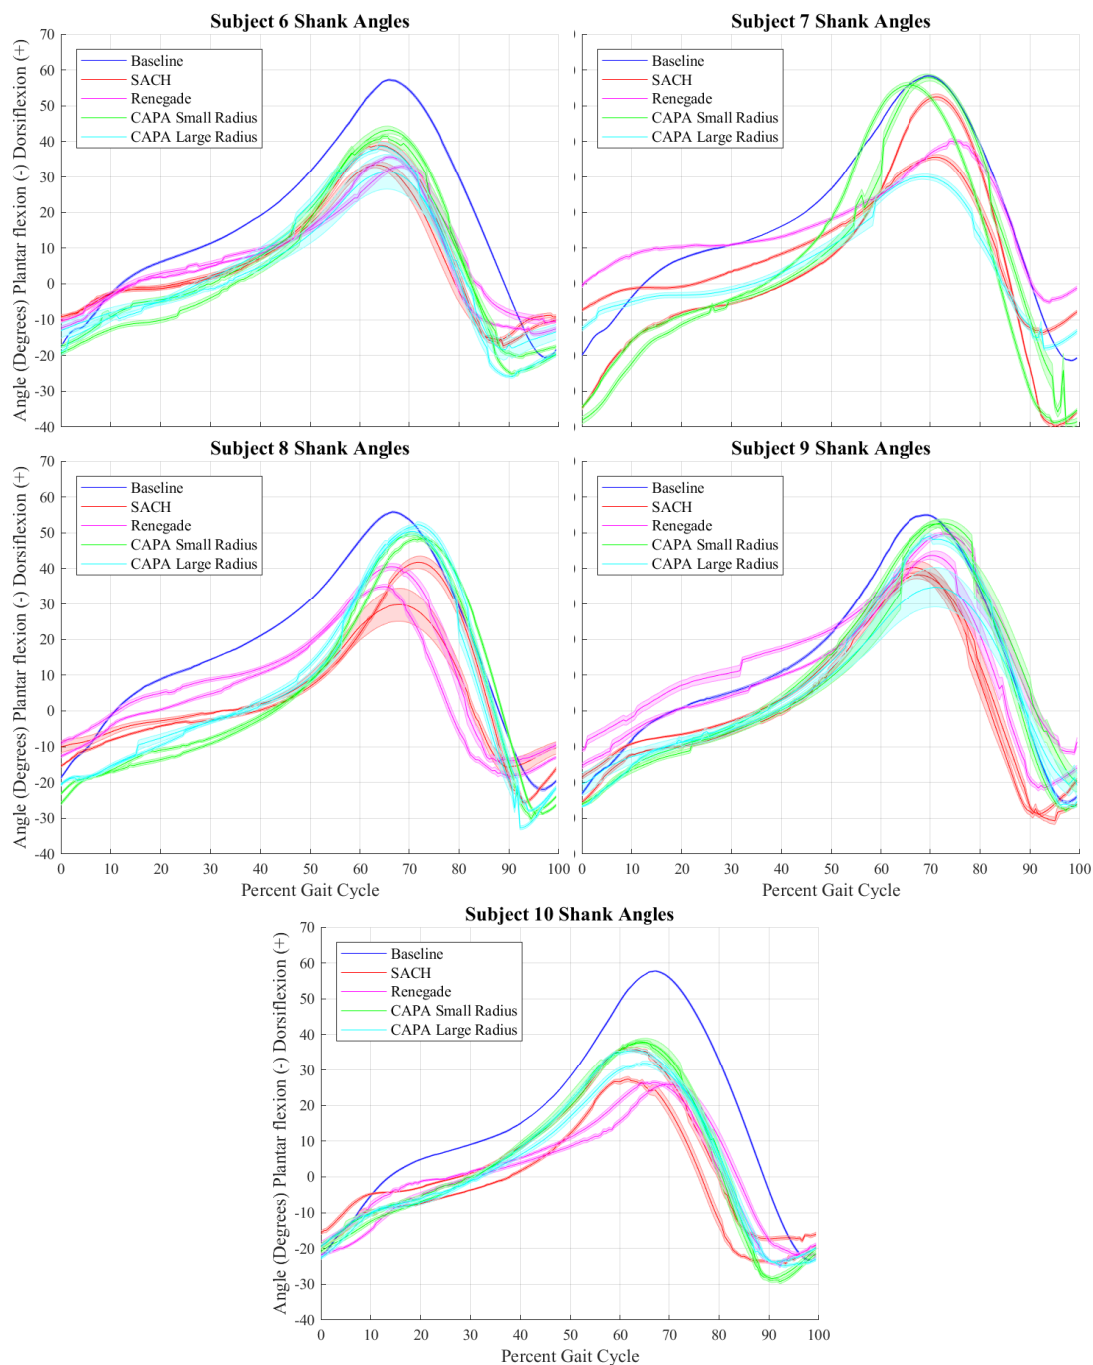 Subject 6 Shank Angles
Subject 7 Shank Angles
Angle (Degrees) Plantar flexion (-) Dorsiflexion (+)
70
60
50
40
30
20
10
0
-10
-20
-30
-40
Baseline
SACH
Renegade
CAPA Small Radius
CAPA Large Radius
Baseline
SACH
Renegade
CAPA Small Radius
CAPA Large Radius
Subject 8 Shank Angles
Subject 9 Shank Angles
Angle (Degrees) Plantar flexion (-) Dorsiflexion (+)
70
60
50
40
30
20
10
0
-10
-20
-30
-40
Baseline
SACH
Renegade
CAPA Small Radius
CAPA Large Radius
Baseline
SACH
Renegade
CAPA Small Radius
CAPA Large Radius
0 10 20 30 40 50 60 70 80 90 100
0 10 20 30 40 50 60 70 80 90 100
Percent Gait Cycle
Percent Gait Cycle
Subject 10 Shank Angles
Angle (Degrees) Plantar flexion (-) Dorsiflexion (+)
70
60
50
40
30
20
10
0
-10
-20
-30
-40
Baseline
SACH
Renegade
CAPA Small Radius
CAPA Large Radius
0 10 20 30 40 50 60 70 80 90 100
Percent Gait Cycle